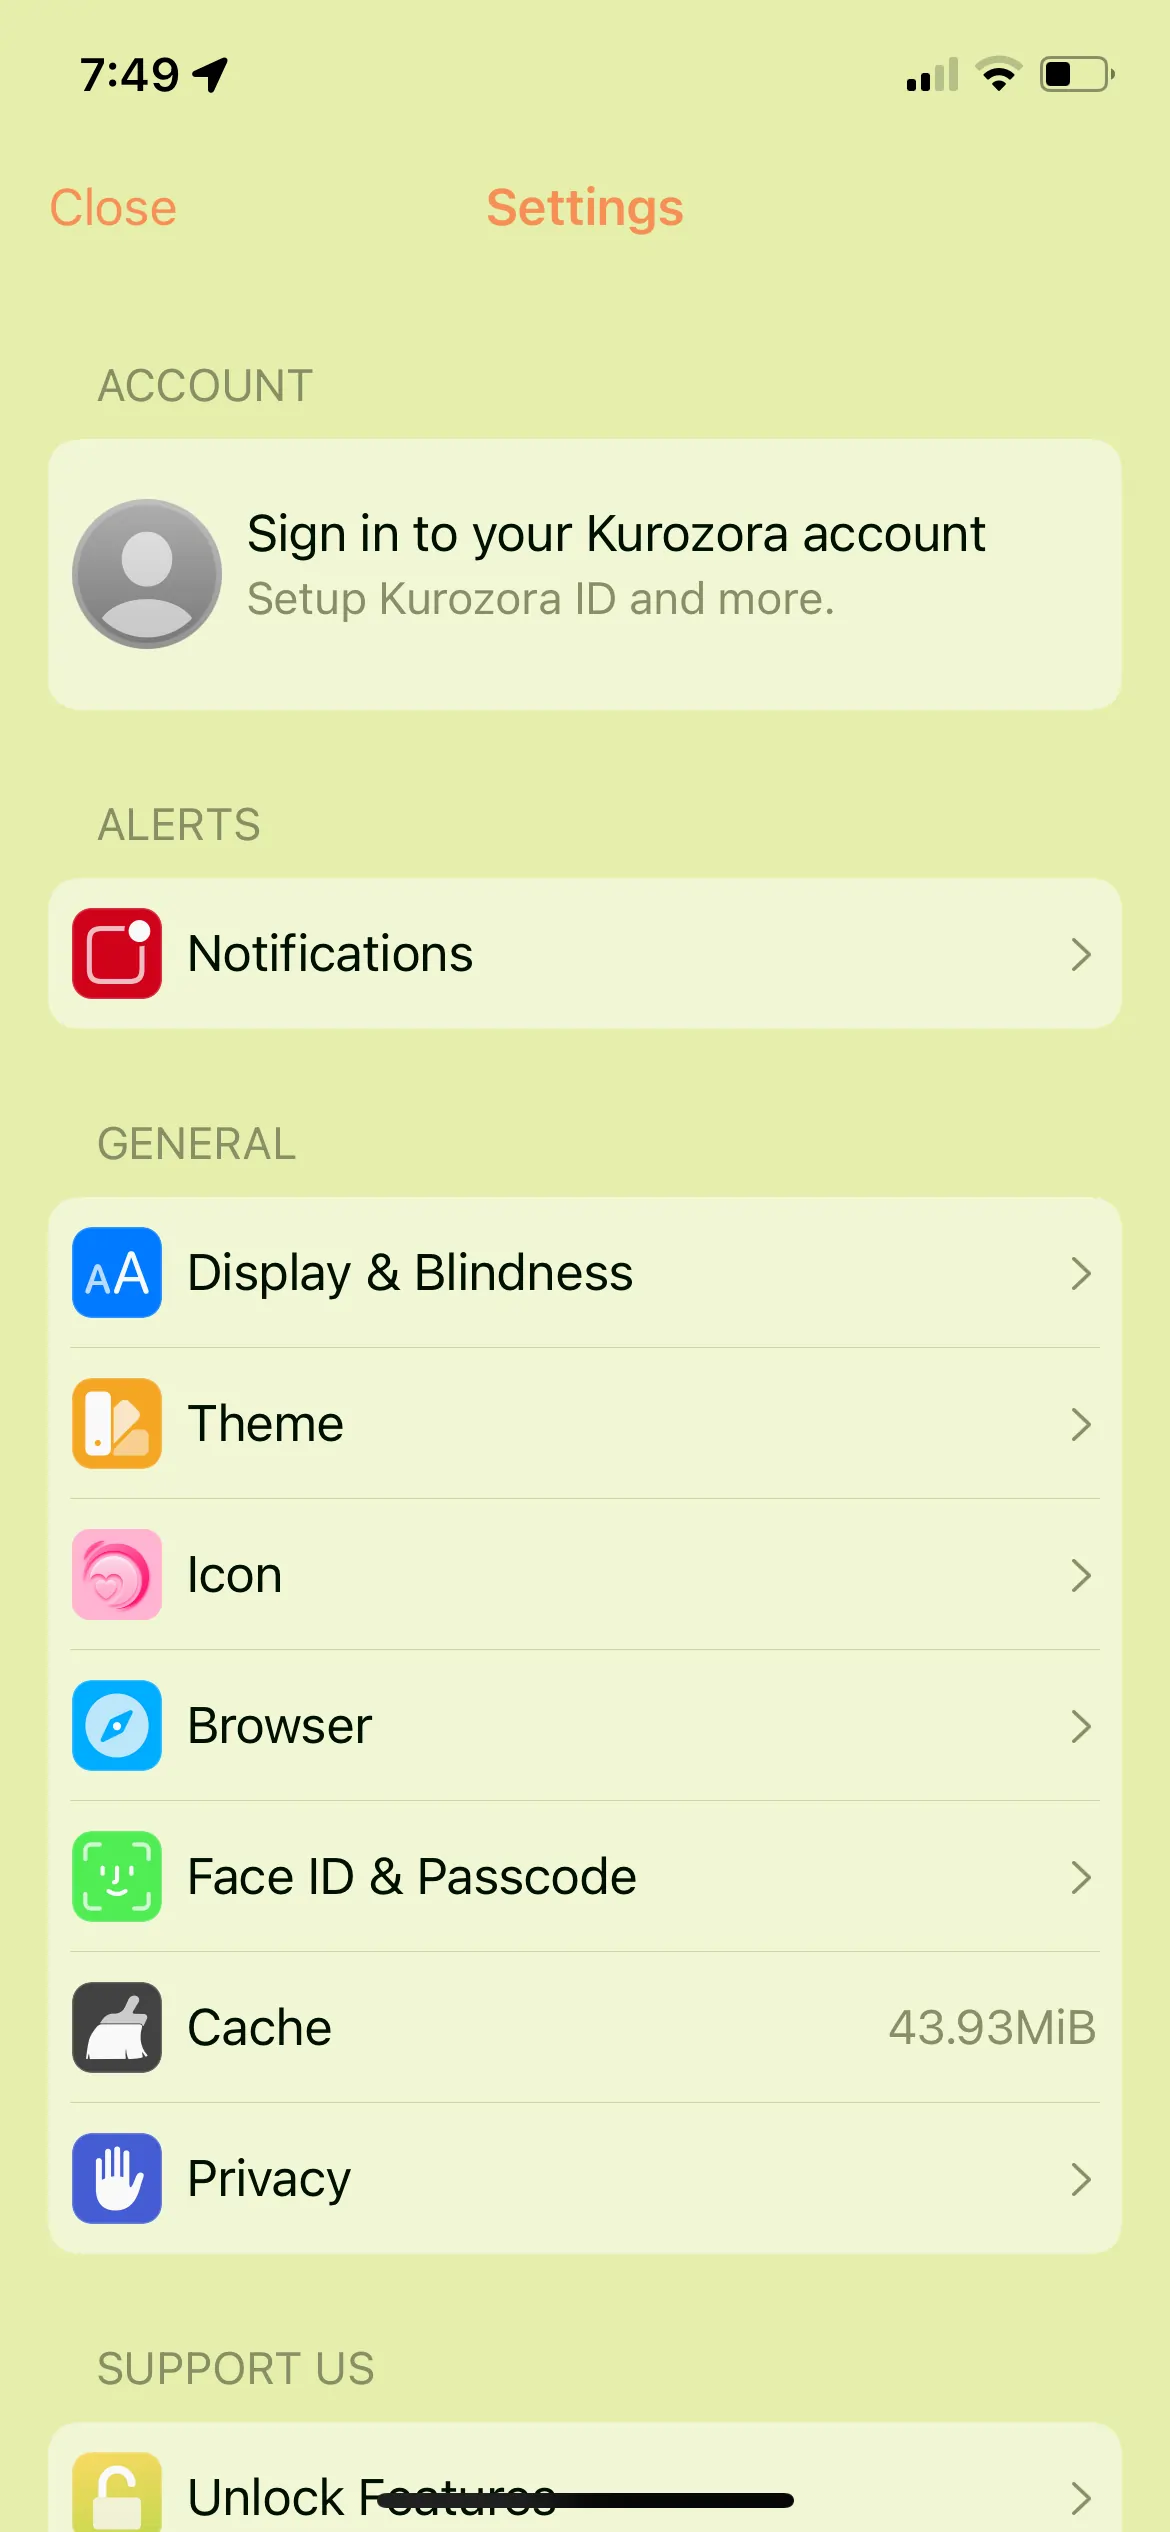 7:49
Close
Settings
ACCOUNT
Sign in to your Kurozora account
Setup Kurozora ID and more.
ALERTS
Notifications
GENERAL
AA
Display & Blindness
Theme
Icon
Browser
Face ID & Passcode
Cache
43.93MiB
Privacy
SUPPORT US
Unlock Features